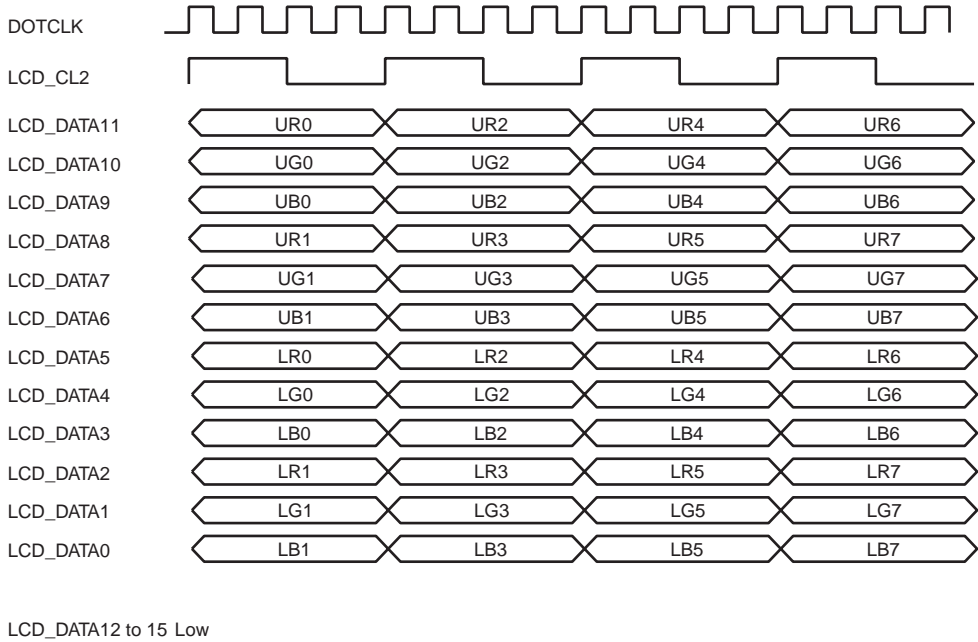 DOTCLK
LCD_CL2
LCD_DATA11 UR0 UR2 UR4 UR6
LCD_DATA10 UG0 UG2 UG4 UG6
LCD_DATA9 UB0 UB2 UB4 UB6
LCD_DATA8 UR1 UR3 UR5 UR7
LCD_DATA7 UG1 UG3 UG5 UG7
LCD_DATA6 UB1 UB3 UB5 UB7
LCD_DATA5 LR0 LR2 LR4 LR6
LCD_DATA4 LG0 LG2 LG4 LG6
LCD_DATA3 LB0 LB2 LB4 LB6
LCD_DATA2 LR1 LR3 LR5 LR7
LCD_DATA1 LG1 LG3 LG5 LG7
LCD_DATA0 LB1 LB3 LB5 LB7
LCD_DATA12 to 15 Low